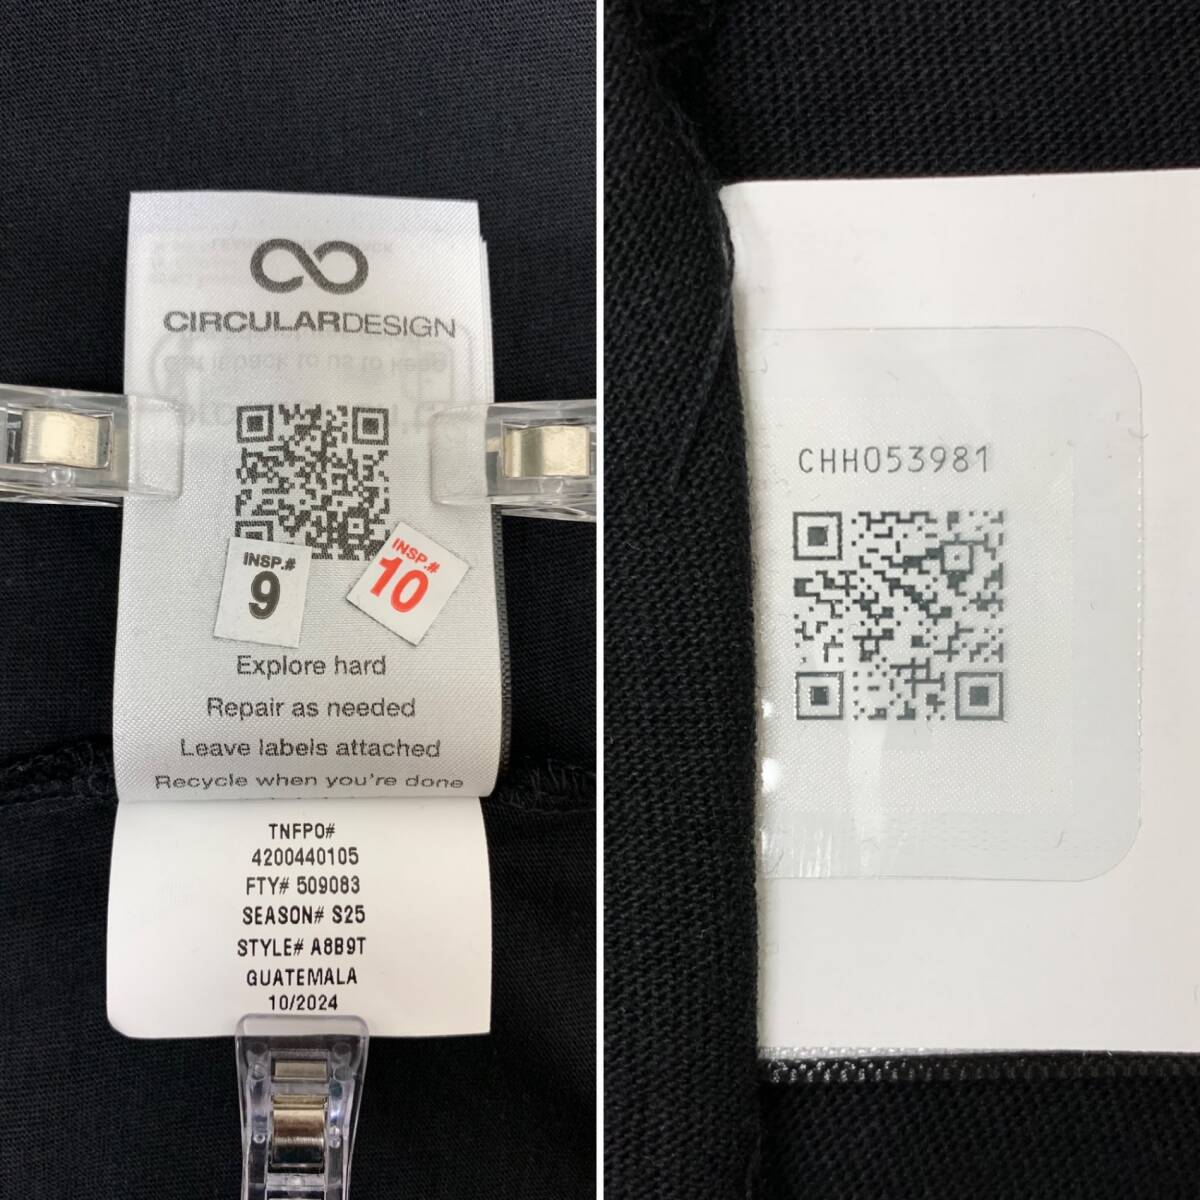 CIRCULARDESIGN
INSP.#
9
INSP.#
10
Explore hard
Repair as needed
Leave labels attached
Recycle when you're done
TNFPO#
4200440105
FTY# 509083
SEASON# S25
STYLE# A8B9T
GUATEMALA
10/2024
CHH053981